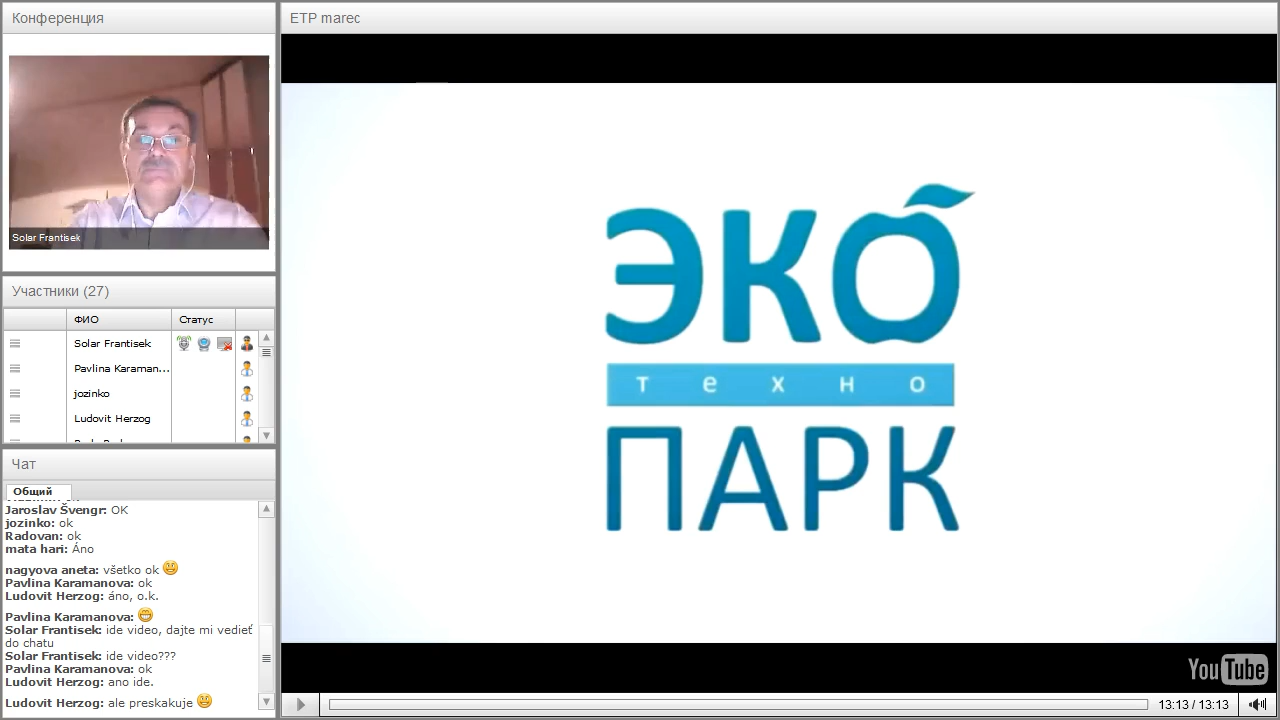 Конференция
Solar Frantisek
Участники (27)
ФИО
Статус
Solar Frantisek
Pavlina Karaman...
jozinko
Ludovit Herzog
Чат
Общий
Jaroslav Švengr: OK
jozinko: ok
Radovan: ok
mata hari: Áno
nagyova aneta: všetko ok
Pavlina Karamanova: ok
Ludovit Herzog: áno, o.k.
Pavlina Karamanova:
Solar Frantisek: ide video, dajte mi vedieť
do chatu
Solar Frantisek: ide video???
Pavlina Karamanova: ok
Ludovit Herzog: ano ide.
Ludovit Herzog: ale preskakuje
ETP marec
ЭКО
техно
ПАРК
YouTube
13:13 / 13:13